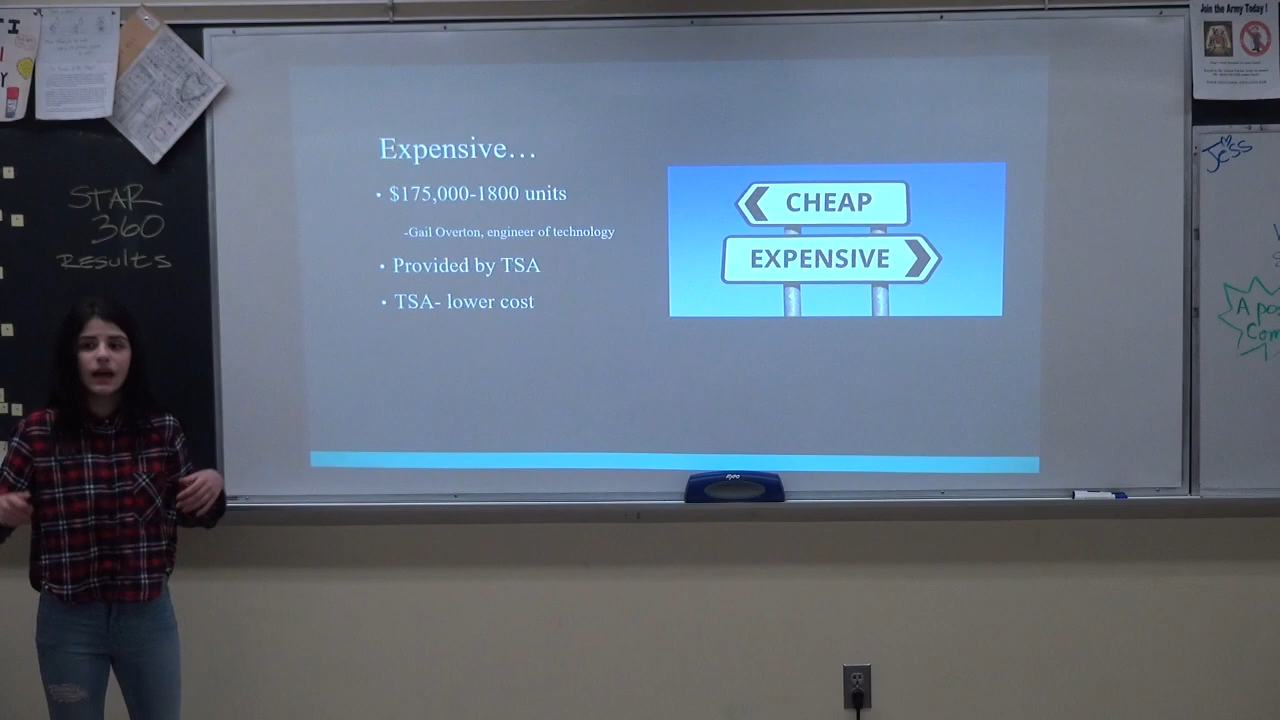 Expensive…
• $175,000-1800 units
-Gail Overton, engineer of technology
• Provided by TSA
• TSA- lower cost
CHEAP
EXPENSIVE
STAR
360
RESULTS
Join the Army Today !
Jess
EXPO